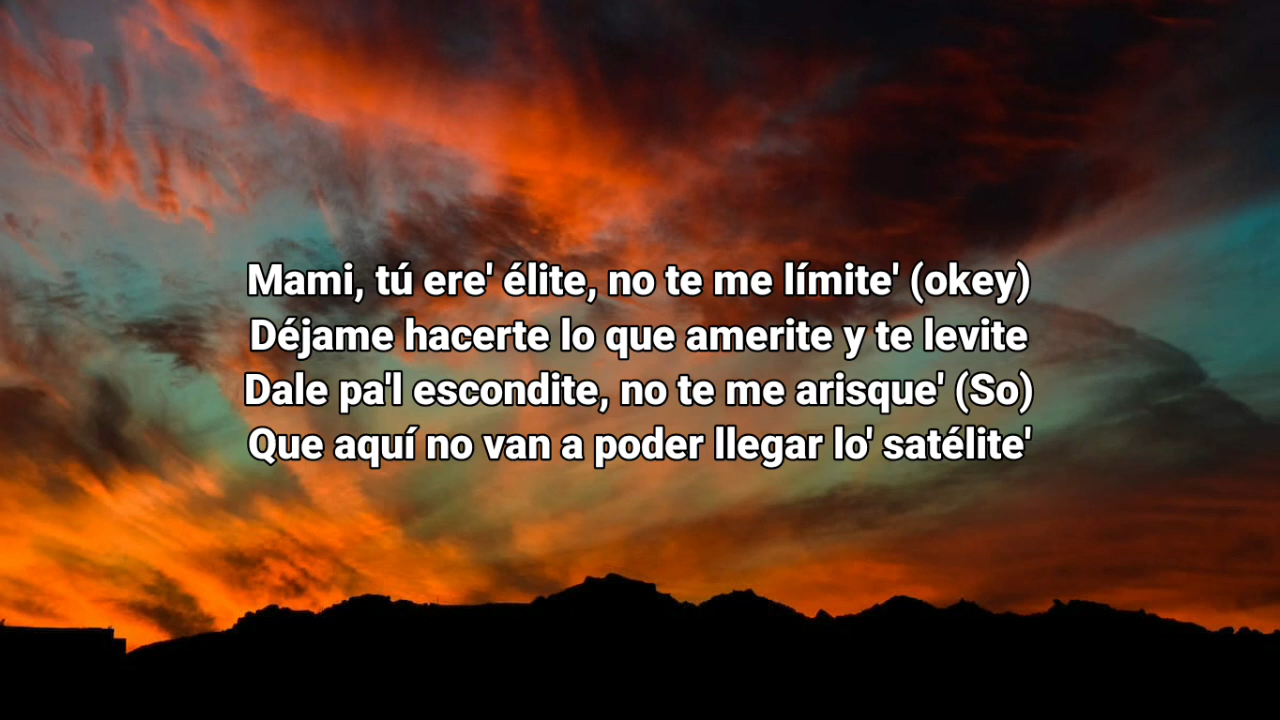 Mami, tú ere' élite, no te me límite' (okey)
Déjame hacerte lo que amerite y te levite
Dale pa'l escondite, no te me arisque' (So)
Que aquí no van a poder llegar lo' satélite'